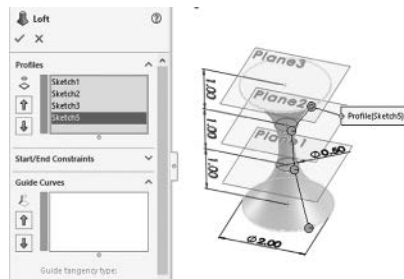 Loft
Profiles
Sketch1
Sketch2
Sketch3
Sketch5
Start/End Constraints
Guide Curves
Guide tangency type:
Plane3
1.00
Plane2
Profile(Sketch5)
1.00
Plane1
Ø0.50
1.00
Ø2.00